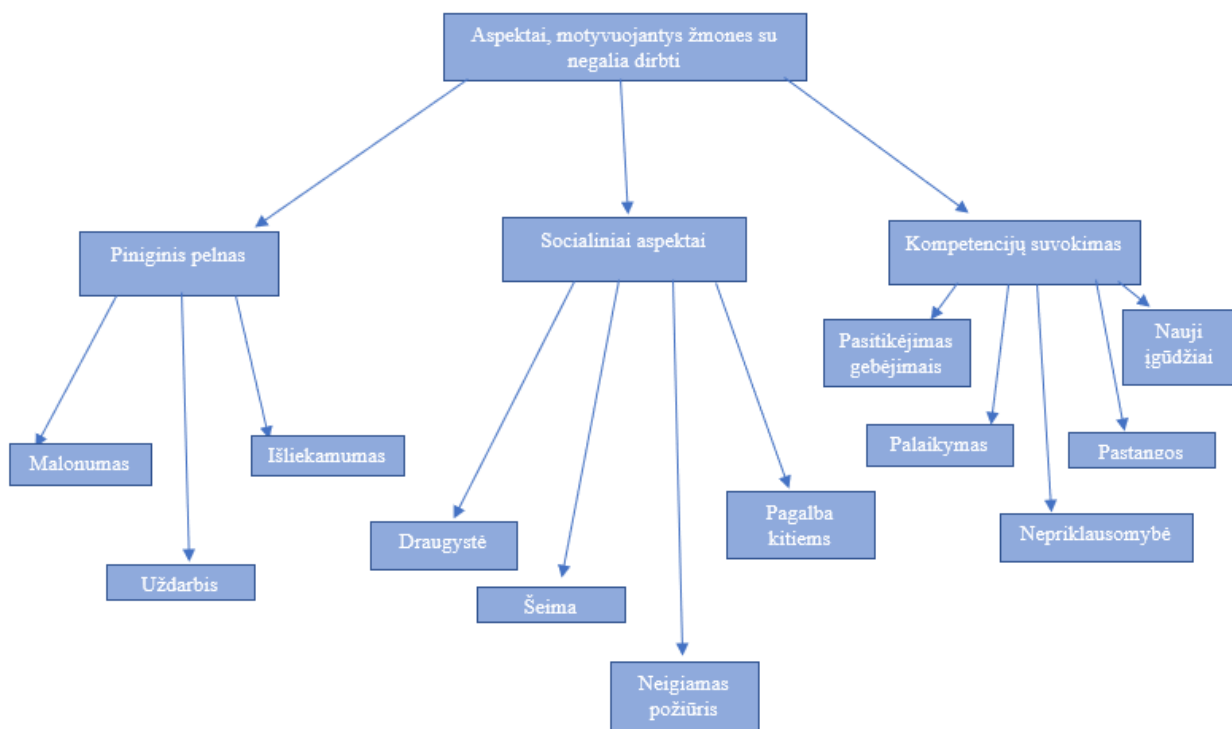 Aspektai, motyvuojantys žmones su
negalia dirbti
Piniginis pelnas
Socialiniai aspektai
Kompetencijų suvokimas
Malonumas
Uždarbis
Išliekamumas
Draugystė
Šeima
Neigiamas
požiūris
Pagalba
kitiems
Pasitikėjimas
gebėjimais
Palaikymas
Nepriklausomybė
Pastangos
Nauji
įgūdžiai